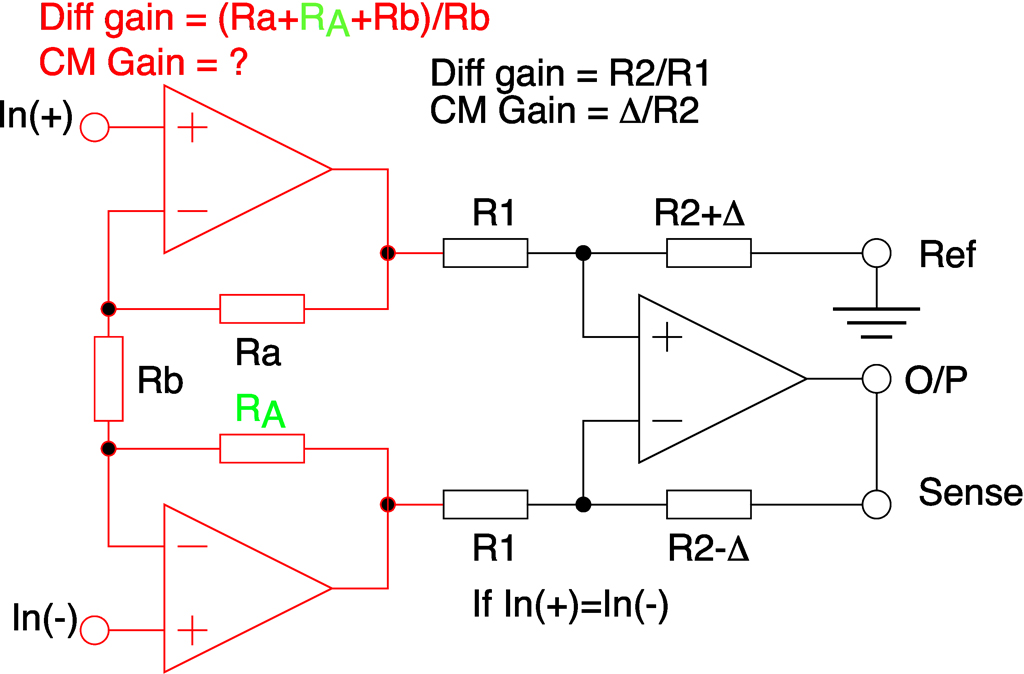 Diff gain = (Ra+RA+Rb)/Rb
CM Gain = ?
Diff gain = R2/R1
CM Gain = Δ/R2
In(+)
+
−
R1
R2+Δ
Ref
Ra
Rb
+
−
O/P
RA
Sense
−
+
R1
R2-Δ
In(-)
If In(+)=In(-)